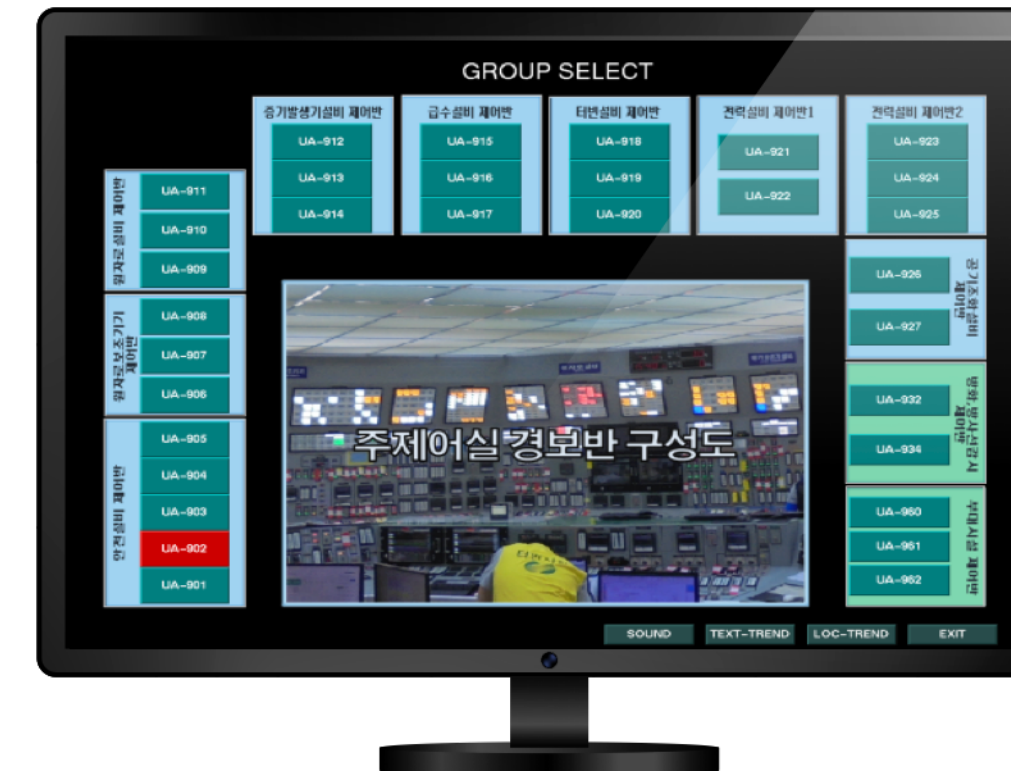 GROUP SELECT
증기발생기설비 제어반
UA-912
UA-913
UA-914
급수설비 제어반
UA-915
UA-916
UA-917
터빈설비 제어반
UA-918
UA-919
UA-920
전력설비 제어반1
UA-921
UA-922
전력설비 제어반2
UA-923
UA-924
UA-925
원자로설비 제어반
UA-911
UA-910
UA-909
원자로보조기기
제어반
UA-908
UA-907
UA-906
안전설비 제어반
UA-905
UA-904
UA-903
UA-902
UA-901
주제어실 경보반 구성도
UA-926
UA-927
공기조화설비
제어반
UA-932
UA-934
방화,방사선감시
제어반
UA-960
UA-961
UA-962
부대시설 제어반
SOUND
TEXT-TREND
LOC-TREND
EXIT